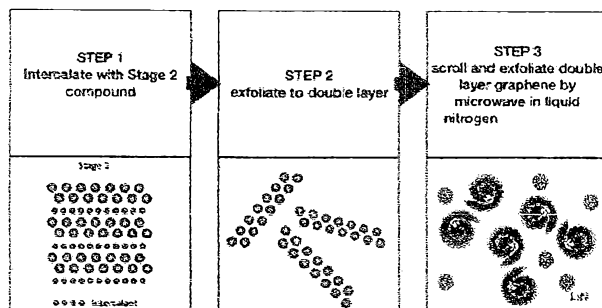 STEP 1
Intercalate with Stage 2
compound
STEP 2
exfoliate to double layer
STEP 3
scroll and exfoliate double
layer graphene by
microwave in liquid
nitrogen
Stage 2